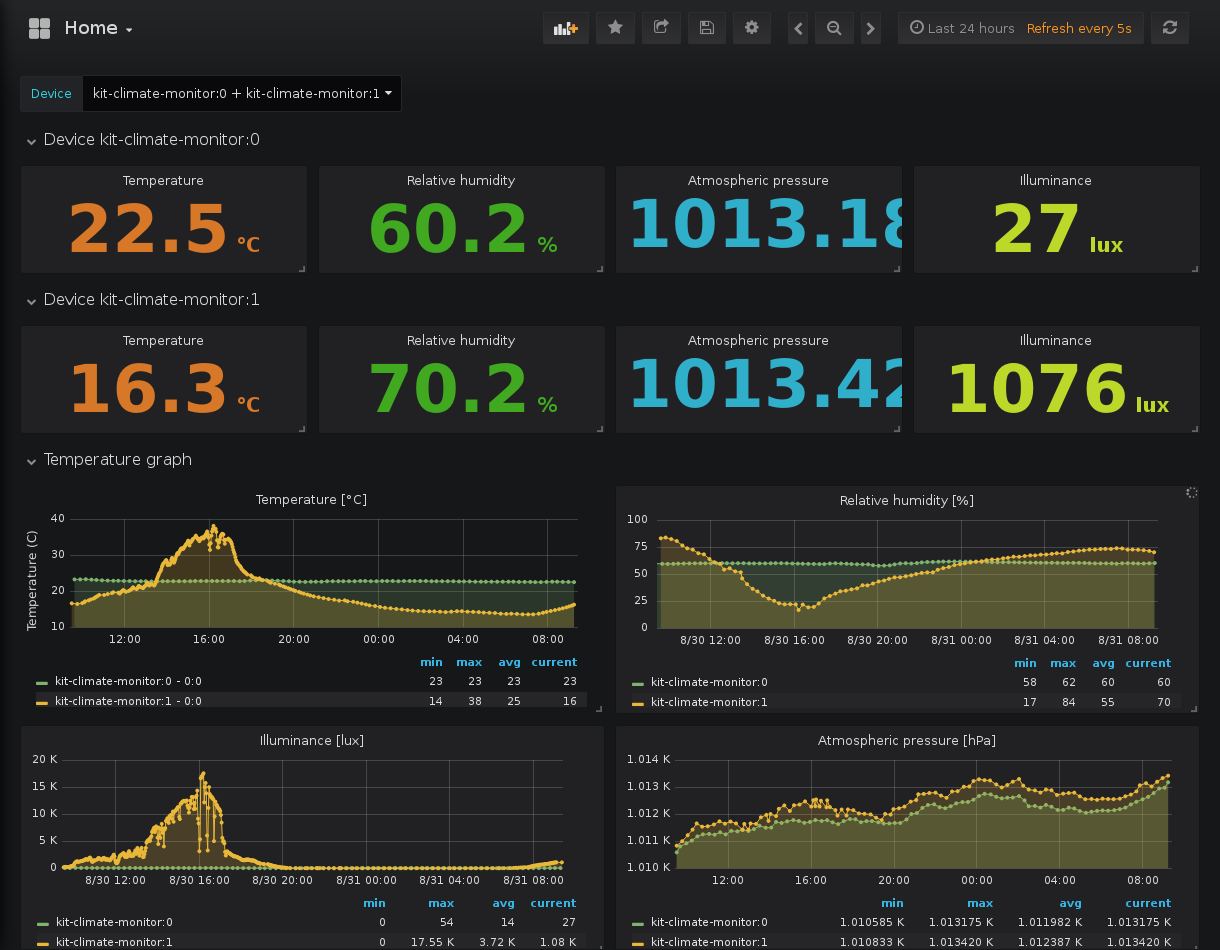 Home
Last 24 hours Refresh every 5s
Device kit-climate-monitor:0 + kit-climate-monitor:1
Device kit-climate-monitor:0
Temperature Relative humidity Atmospheric pressure Illuminance
22.5 °C 60.2 % 1013.18 27 lux
Device kit-climate-monitor:1
Temperature Relative humidity Atmospheric pressure Illuminance
16.3 °C 70.2 % 1013.42 1076 lux
Temperature graph
Temperature [°C]
Temperature (C)
40
30
20
10
12:00 16:00 20:00 00:00 04:00 08:00
min max avg current
kit-climate-monitor:0 - 0:0 23 23 23 23
kit-climate-monitor:1 - 0:0 14 38 25 16
Relative humidity [%]
100
75
50
25
0
8/30 12:00 8/30 16:00 8/30 20:00 8/31 00:00 8/31 04:00 8/31 08:00
min max avg current
kit-climate-monitor:0 58 62 60 60
kit-climate-monitor:1 17 84 55 70
Illuminance [lux]
20 K
15 K
10 K
5 K
0
8/30 12:00 8/30 16:00 8/30 20:00 8/31 00:00 8/31 04:00 8/31 08:00
min max avg current
kit-climate-monitor:0 0 54 14 27
kit-climate-monitor:1 0 17.55 K 3.72 K 1.08 K
Atmospheric pressure [hPa]
1.014 K
1.013 K
1.012 K
1.011 K
1.010 K
12:00 16:00 20:00 00:00 04:00 08:00
min max avg current
kit-climate-monitor:0 1.010585 K 1.013175 K 1.011982 K 1.013175 K
kit-climate-monitor:1 1.010833 K 1.013420 K 1.012387 K 1.013420 K